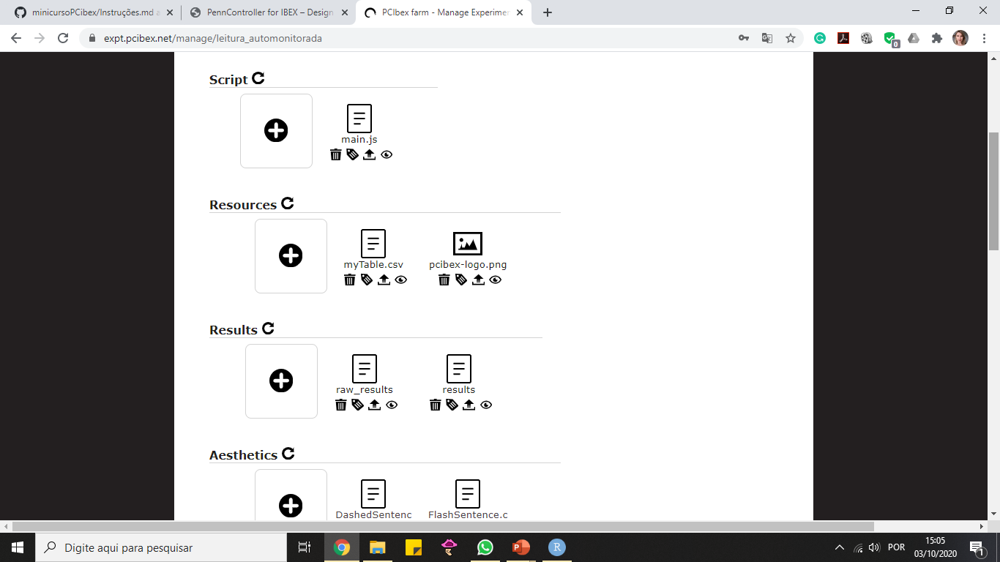 minicursoPCibex/Instruções.md a
PennController for IBEX – Design
PCIbex farm - Manage Experimen
expt.pcibex.net/manage/leitura_automonitorada
0
Script
main.js
Resources
myTable.csv
pcibex-logo.png
Results
raw_results
results
Aesthetics
DashedSentenc
FlashSentence.c
Digite aqui para pesquisar
P
R
POR
15:05
03/10/2020
1